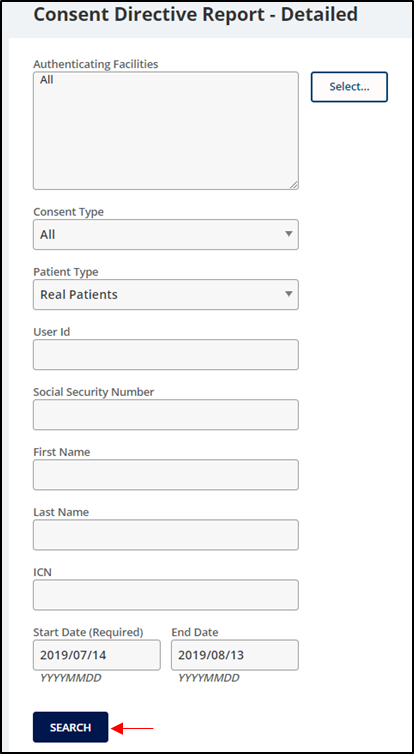 Consent Directive Report - Detailed
Authenticating Facilities
All
Select...
Consent Type
All
Patient Type
Real Patients
User Id
Social Security Number
First Name
Last Name
ICN
Start Date (Required) End Date
2019/07/14 2019/08/13
YYYYMMDD YYYYMMDD
SEARCH